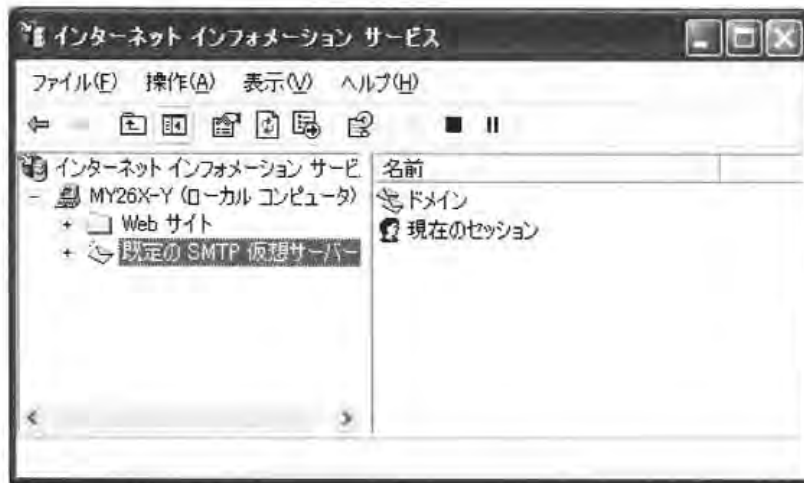 インターネット インフォメーション サービス
ファイル(F) 操作(A) 表示(V) ヘルプ(H)
インターネット インフォメーション サービ
MY26X-Y (ローカル コンピュータ)
Web サイト
既定の SMTP 仮想サーバー
名前
ドメイン
現在のセッション